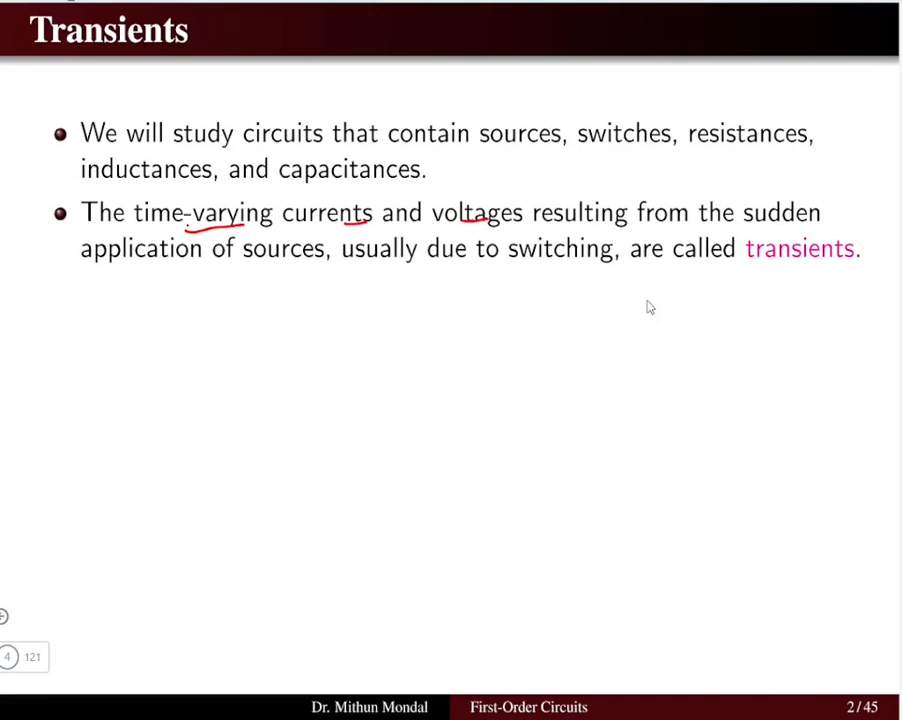 Transients
We will study circuits that contain sources, switches, resistances,
inductances, and capacitances.
The time-varying currents and voltages resulting from the sudden
application of sources, usually due to switching, are called transients.
4 121
Dr. Mithun Mondal First-Order Circuits 2 / 45